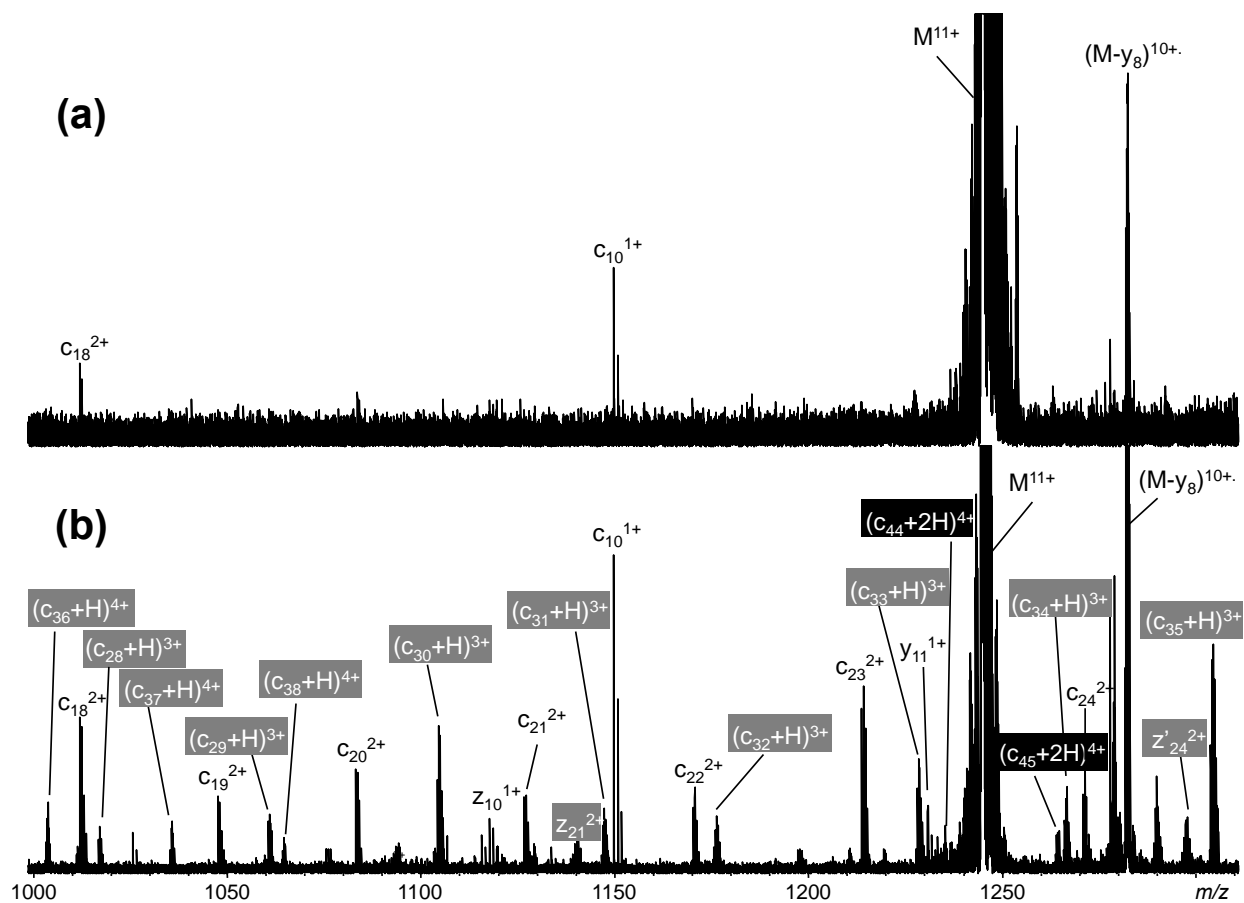 (a)
M¹¹⁺
(M-y₈)¹⁰⁺·
c₁₀¹⁺
c₁₈²⁺
(b)
(c₃₆+H)⁴⁺
(c₂₈+H)³⁺
(c₃₇+H)⁴⁺
c₁₈²⁺
(c₂₉+H)³⁺
c₁₉²⁺
(c₃₈+H)⁴⁺
c₂₀²⁺
(c₃₀+H)³⁺
z₁₀¹⁺
c₂₁²⁺
z₂₁²⁺
(c₃₁+H)³⁺
c₁₀¹⁺
c₂₂²⁺
(c₃₂+H)³⁺
c₂₃²⁺
(c₃₃+H)³⁺
y₁₁¹⁺
(c₄₄+2H)⁴⁺
M¹¹⁺
(c₄₅+2H)⁴⁺
(c₃₄+H)³⁺
c₂₄²⁺
(M-y₈)¹⁰⁺·
z'₂₄²⁺
(c₃₅+H)³⁺
1000 1050 1100 1150 1200 1250 m/z